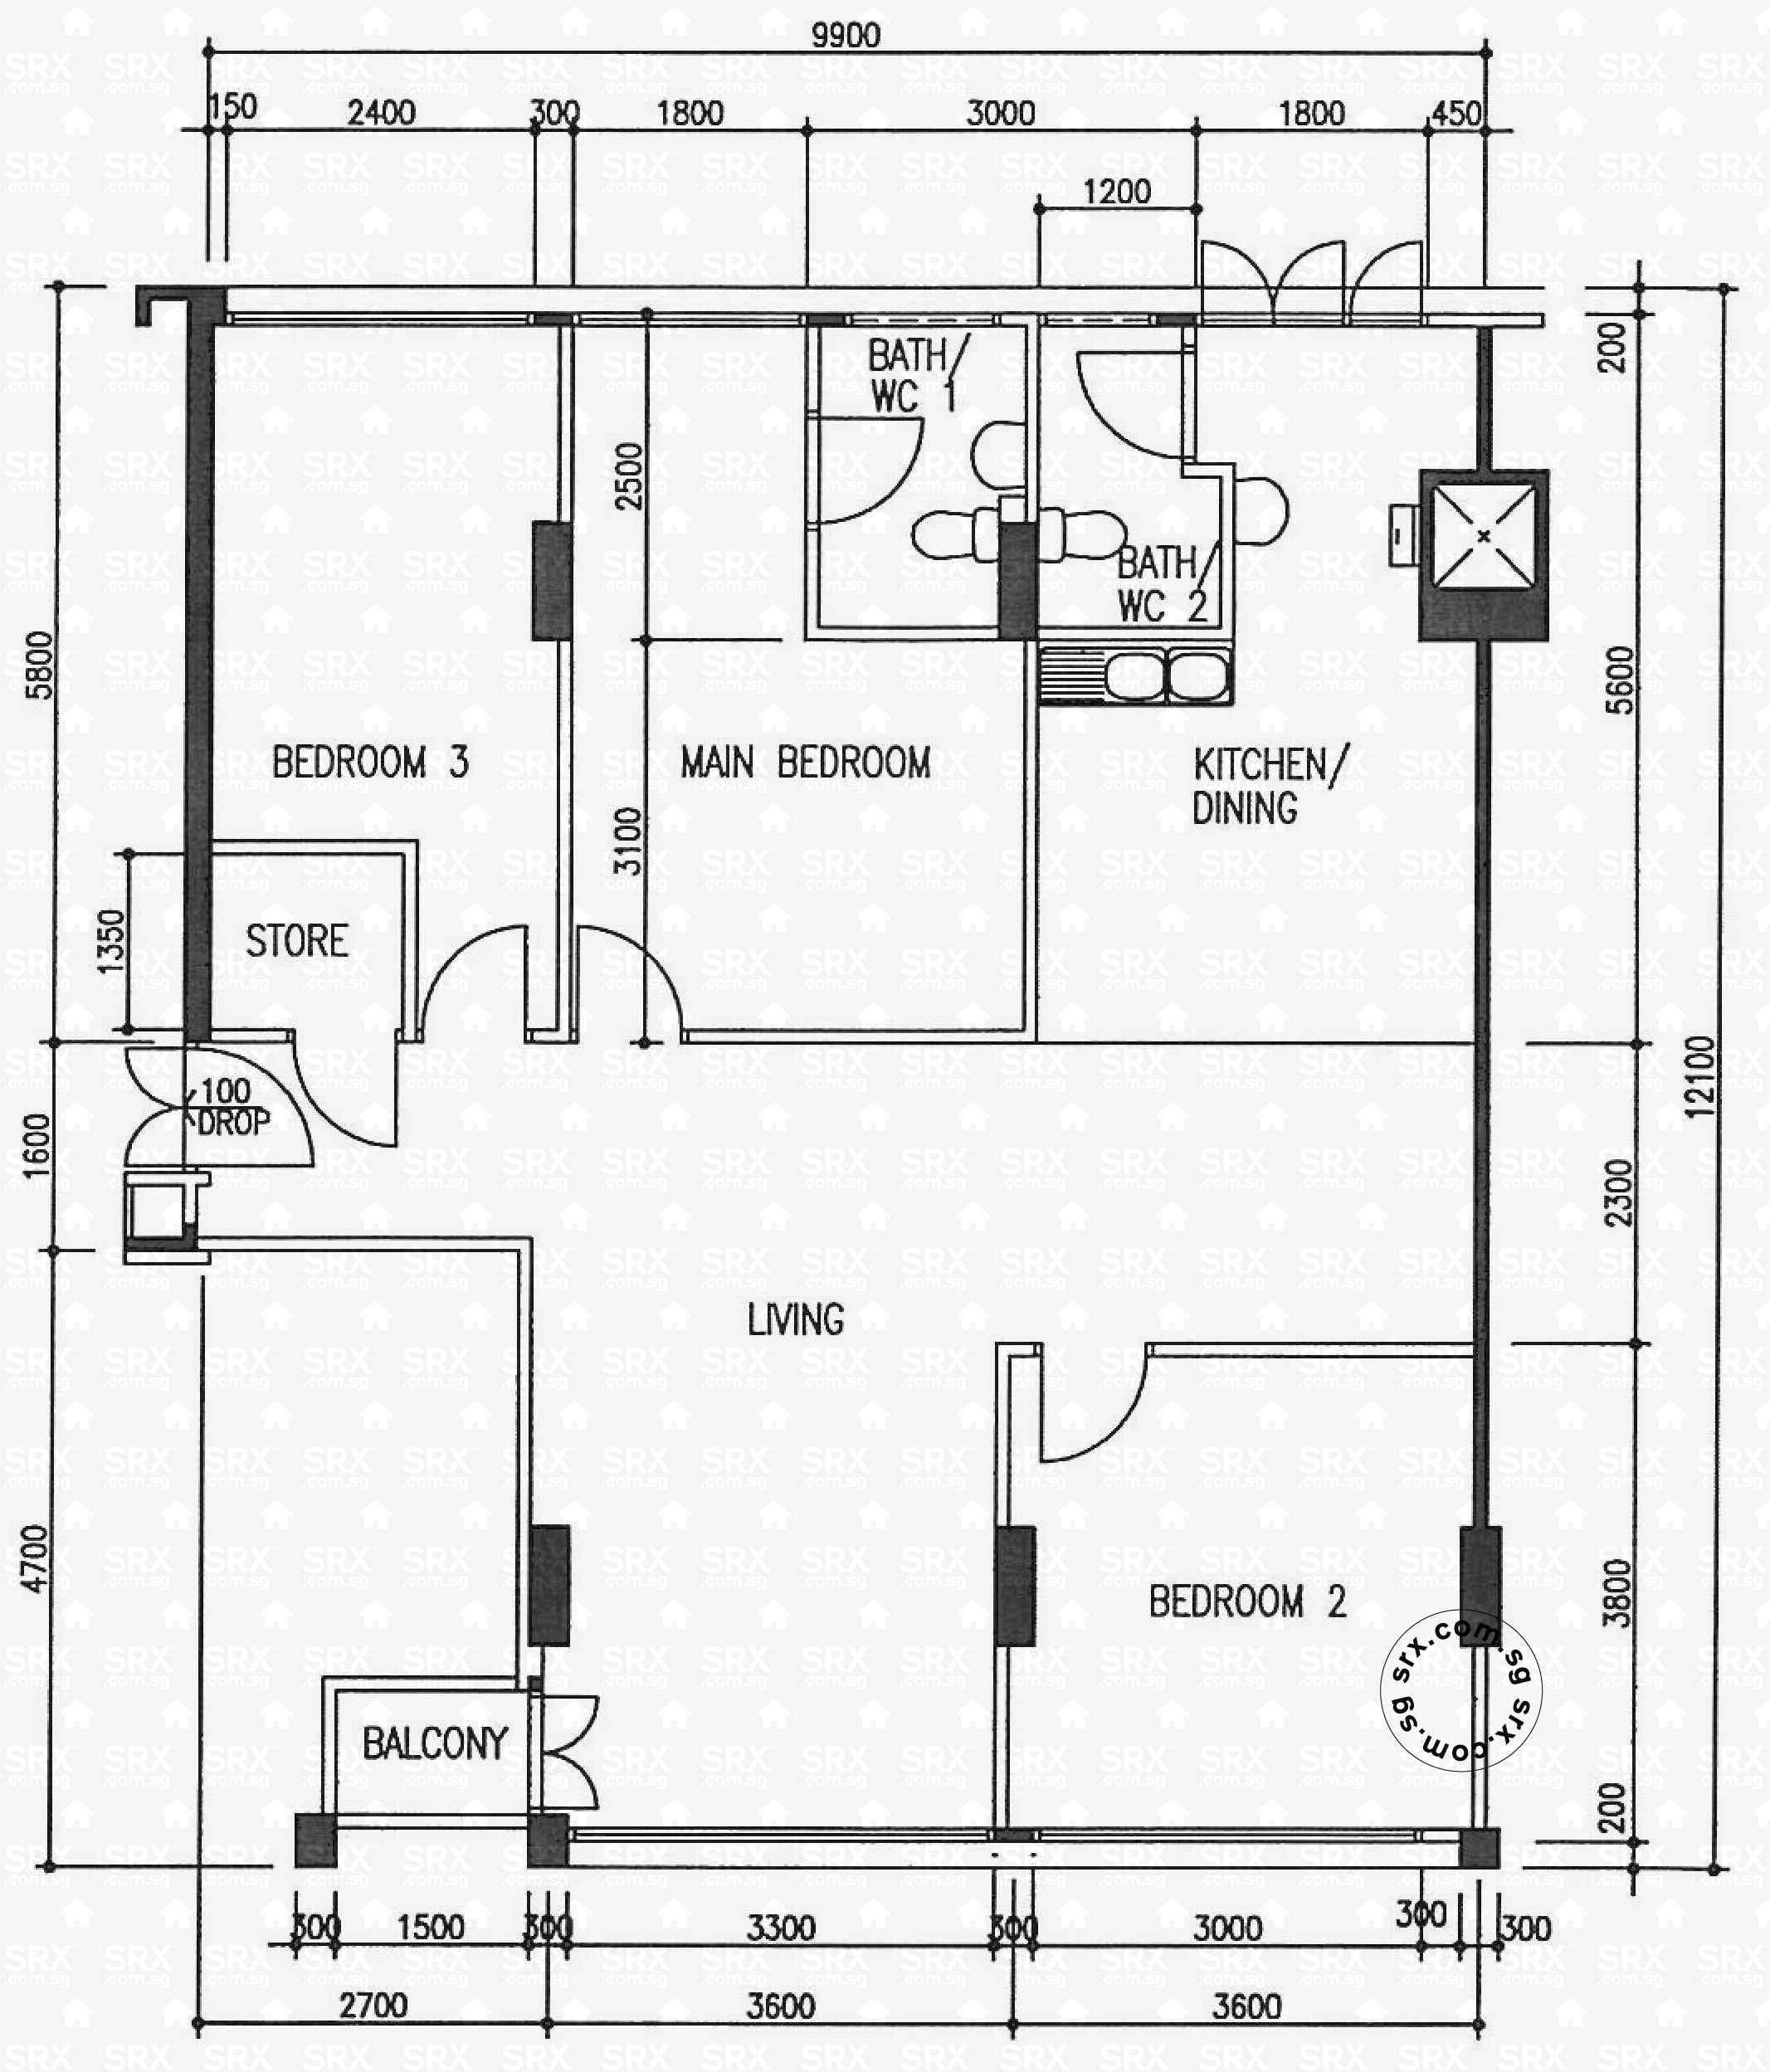 9900
150 2400 300 1800 3000 1800 450
1200
200
BATH/
WC 1
2500
BATH/
WC 2
5800
5600
BEDROOM 3
MAIN BEDROOM
KITCHEN/
DINING
3100
1350
STORE
12100
100
DROP
1600
2300
LIVING
4700
BEDROOM 2
3800
srx.com.sg srx.com.sg
BALCONY
200
300 1500 300 3300 300 3000 300 300
2700 3600 3600
SRX
.com.sg